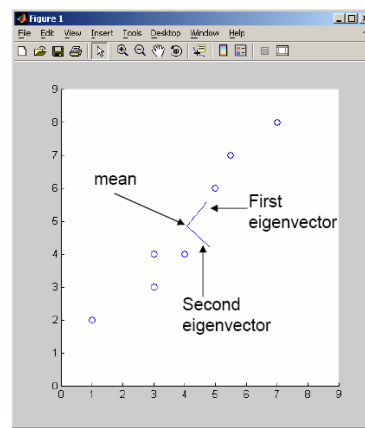 Figure 1
File Edit View Insert Tools Desktop Window Help
9
8
7
6
5
4
3
2
1
0
0 1 2 3 4 5 6 7 8 9
mean
First
eigenvector
Second
eigenvector